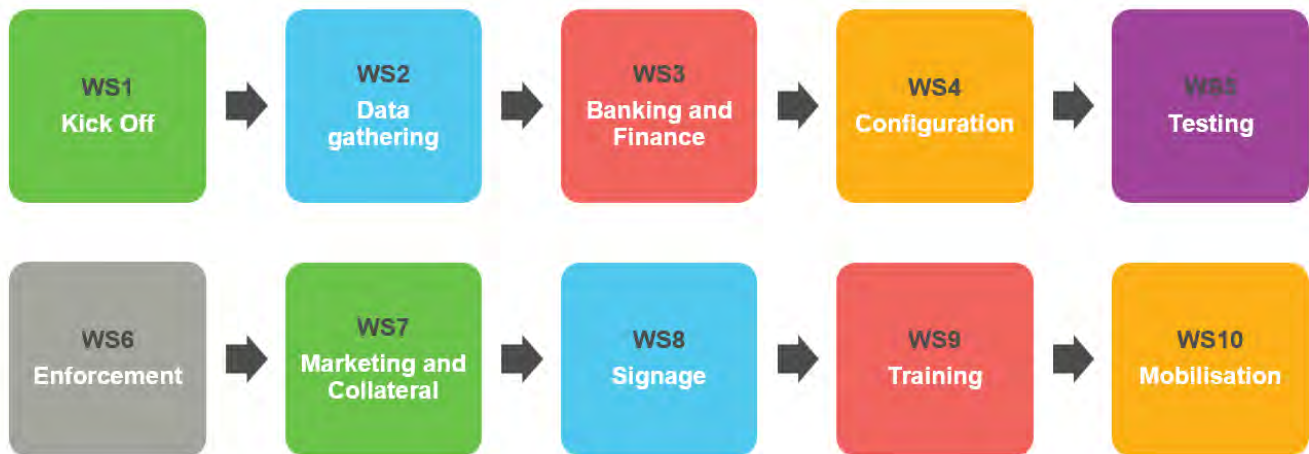 WS1
Kick Off
WS2
Data
gathering
WS3
Banking and
Finance
WS4
Configuration
WS5
Testing
WS6
Enforcement
WS7
Marketing and
Collateral
WS8
Signage
WS9
Training
WS10
Mobilisation